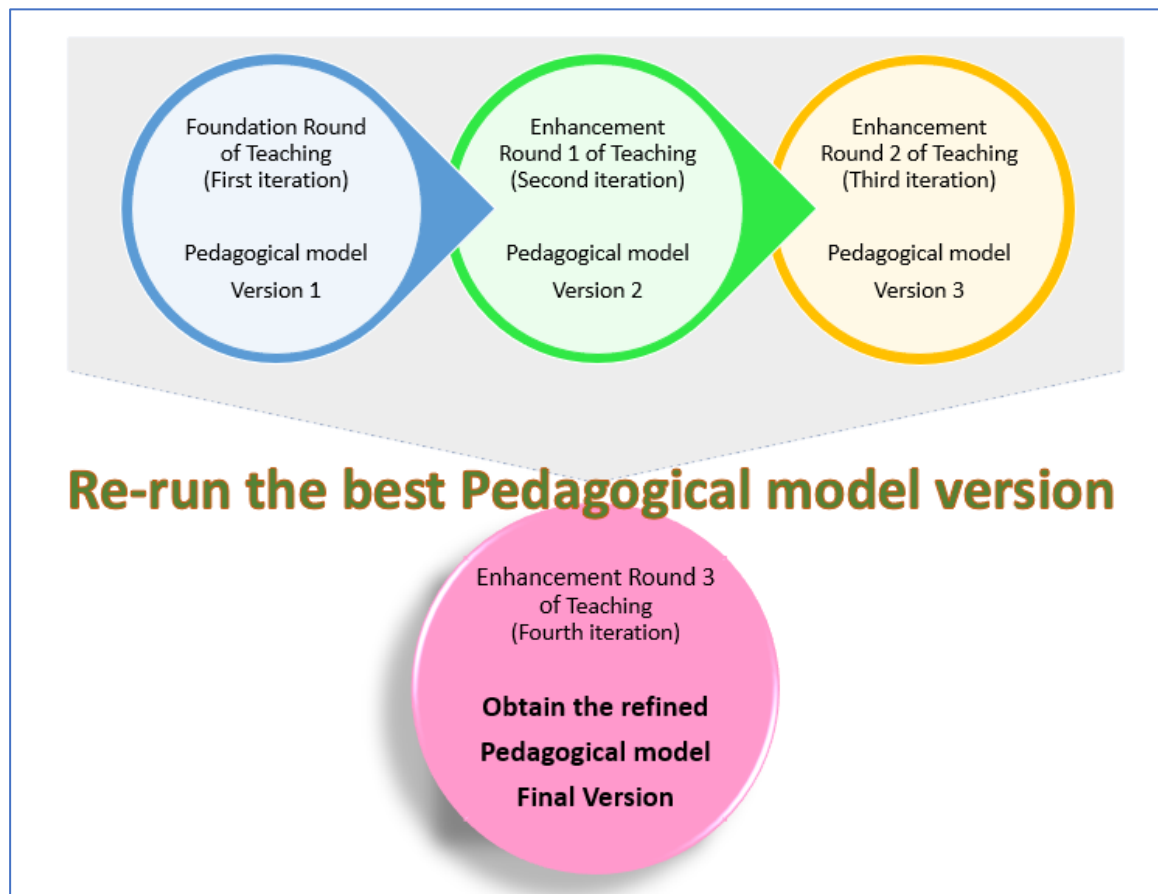 Foundation Round
of Teaching
(First iteration)
Pedagogical model
Version 1
Enhancement
Round 1 of Teaching
(Second iteration)
Pedagogical model
Version 2
Enhancement
Round 2 of Teaching
(Third iteration)
Pedagogical model
Version 3
Re-run the best Pedagogical model version
Enhancement Round 3
of Teaching
(Fourth iteration)
Obtain the refined
Pedagogical model
Final Version